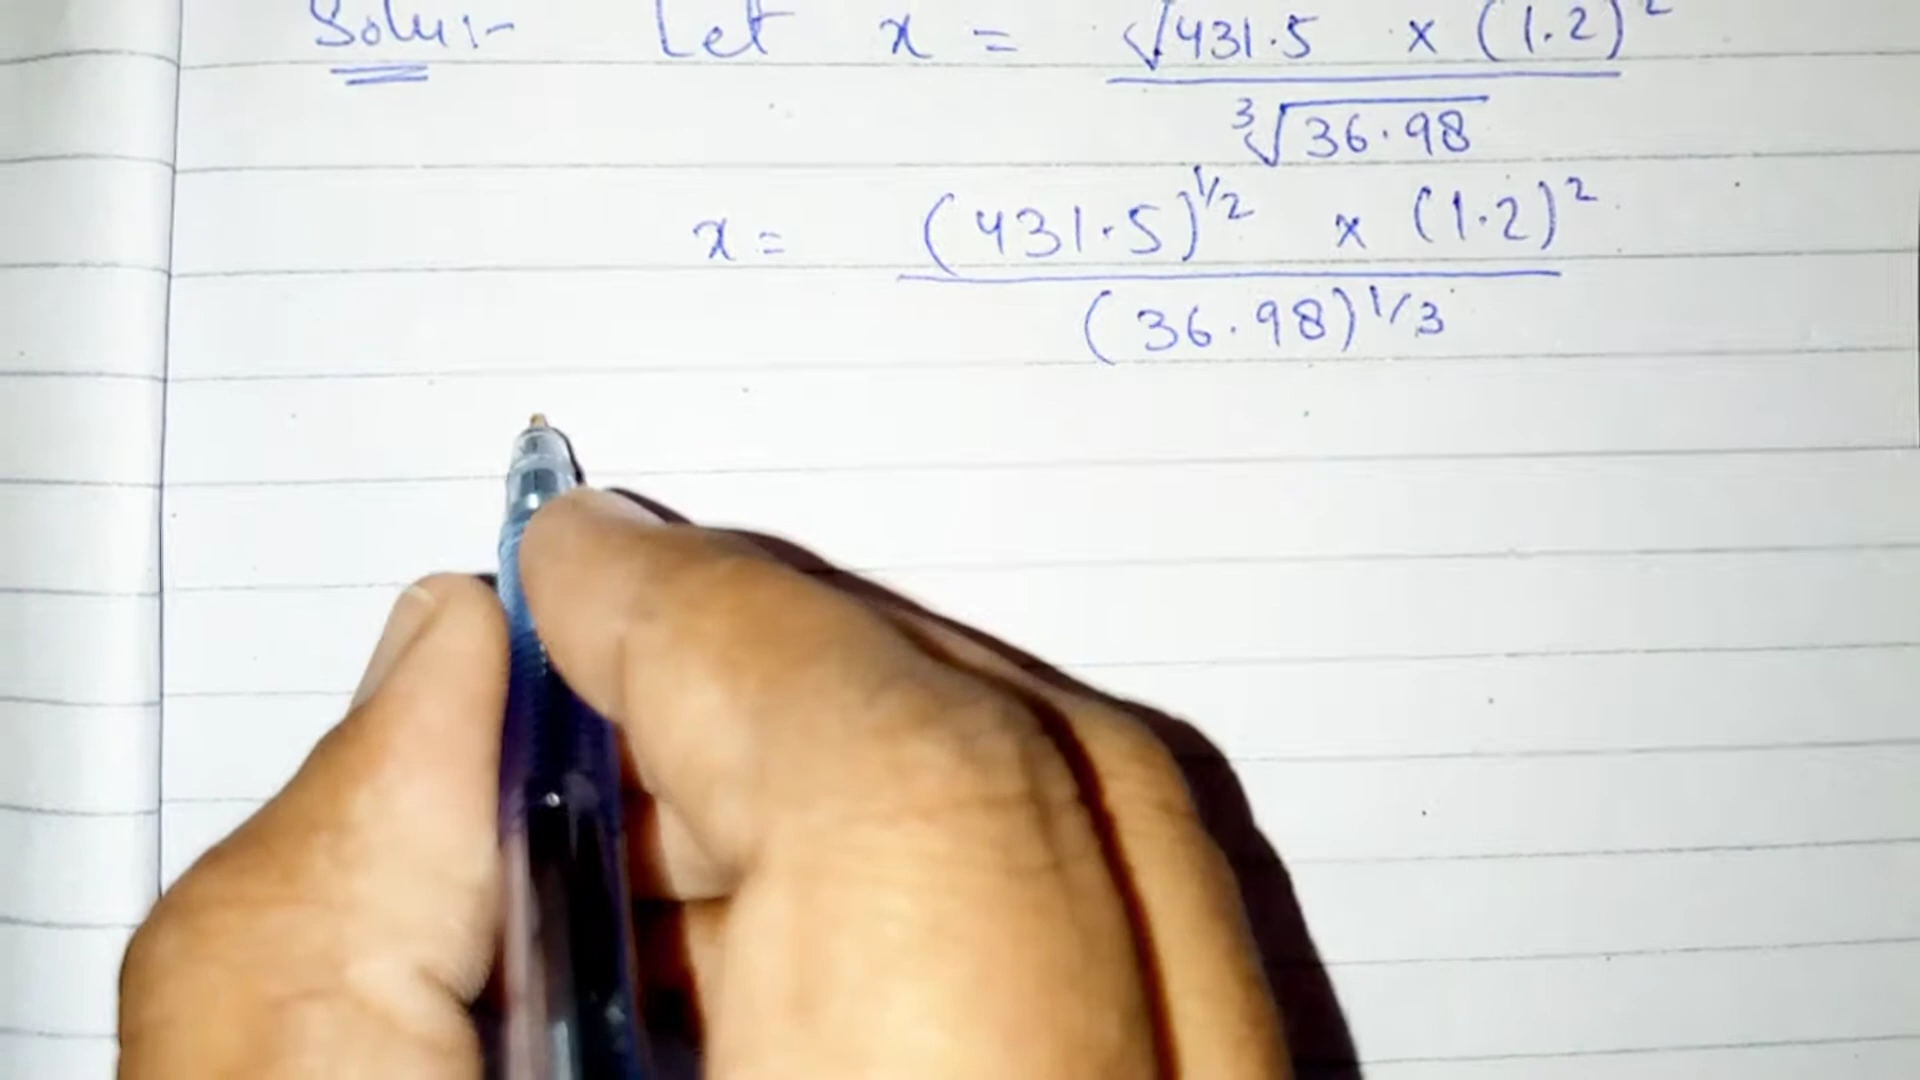 Solu:- Let x = √431.5 × (1.2)²
∛36.98
x = (431.5)^1/2 × (1.2)²
(36.98)^1/3